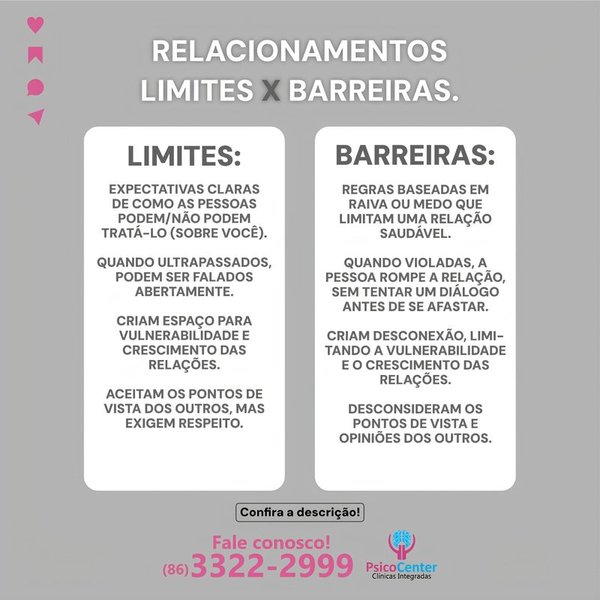 RELACIONAMENTOS
LIMITES X BARREIRAS.
LIMITES:
EXPECTATIVAS CLARAS
DE COMO AS PESSOAS
PODEM/NÃO PODEM
TRATÁ-LO (SOBRE VOCÊ).
QUANDO ULTRAPASSADOS,
PODEM SER FALADOS
ABERTAMENTE.
CRIAM ESPAÇO PARA
VULNERABILIDADE E
CRESCIMENTO DAS
RELAÇÕES.
ACEITAM OS PONTOS DE
VISTA DOS OUTROS, MAS
EXIGEM RESPEITO.
BARREIRAS:
REGRAS BASEADAS EM
RAIVA OU MEDO QUE
LIMITAM UMA RELAÇÃO
SAUDÁVEL.
QUANDO VIOLADAS, A
PESSOA ROMPE A RELAÇÃO,
SEM TENTAR UM DIÁLOGO
ANTES DE SE AFASTAR.
CRIAM DESCONEXÃO, LIMI-
TANDO A VULNERABILIDADE
E O CRESCIMENTO DAS
RELAÇÕES.
DESCONSIDERAM OS
PONTOS DE VISTA E
OPINIÕES DOS OUTROS.
Confira a descrição!
Fale conosco!
(86)3322-2999
PsicoCenter
Clínicas Integradas